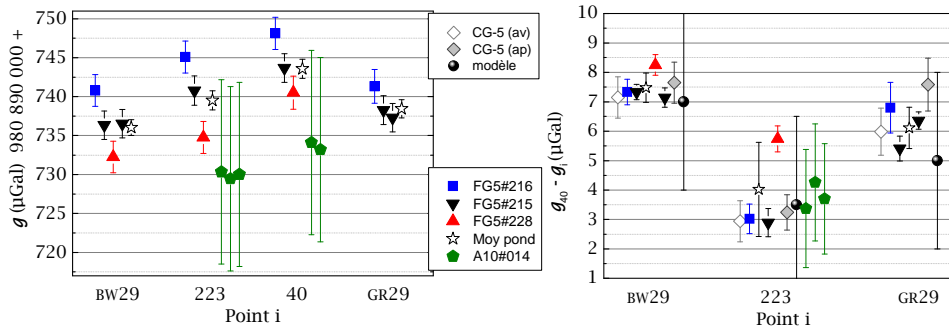 g (µGal) 980 890 000 +
750
745
740
735
730
725
720
BW29 223 40 GR29
Point i
CG-5 (av)
CG-5 (ap)
modèle
FG5#216
FG5#215
FG5#228
Moy pond
A10#014
g40 - gi (µGal)
10
9
8
7
6
5
4
3
2
1
BW29 223 GR29
Point i